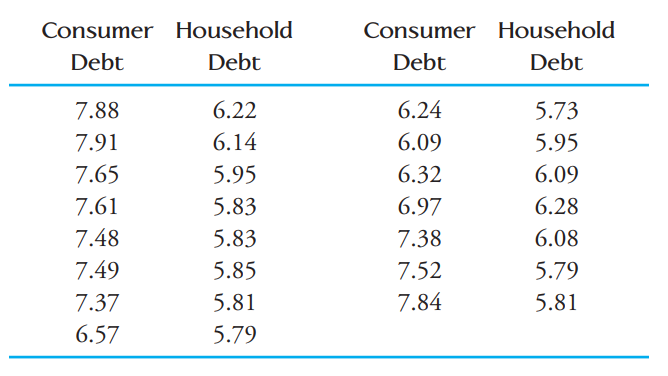 Consumer Household Consumer Household
Debt Debt Debt Debt
7.88 6.22 6.24 5.73
7.91 6.14 6.09 5.95
7.65 5.95 6.32 6.09
7.61 5.83 6.97 6.28
7.48 5.83 7.38 6.08
7.49 5.85 7.52 5.79
7.37 5.81 7.84 5.81
6.57 5.79